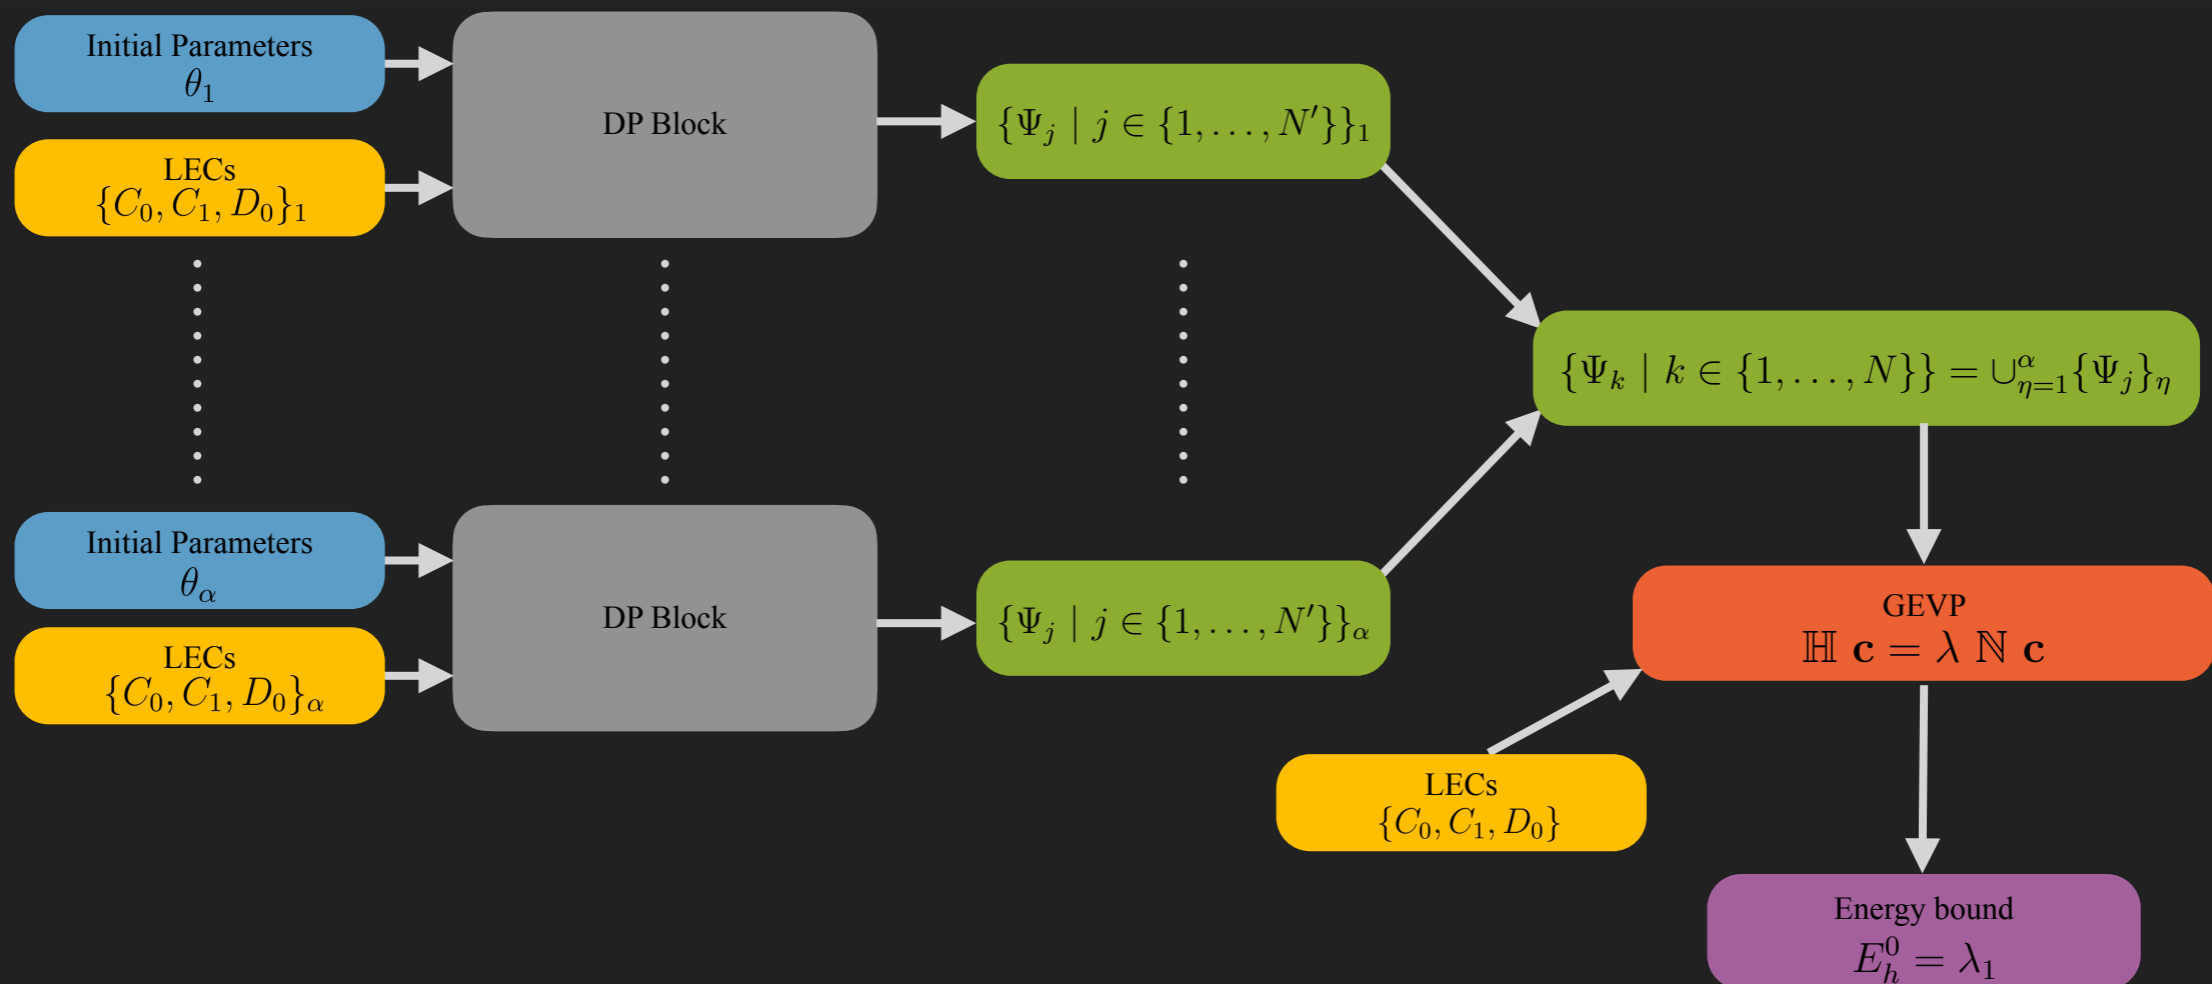 Initial Parameters
θ₁
LECs
{C₀, C₁, D₀}₁
DP Block
{Ψⱼ | j ∈ {1, . . . , N′}}₁
Initial Parameters
θ_α
LECs
{C₀, C₁, D₀}_α
DP Block
{Ψⱼ | j ∈ {1, . . . , N′}}_α
{Ψₖ | k ∈ {1, . . . , N}} = ∪_{η=1}^{α}{Ψⱼ}_η
GEVP
ℍ 𝐜 = λ ℕ 𝐜
LECs
{C₀, C₁, D₀}
Energy bound
E_h^0 = λ₁